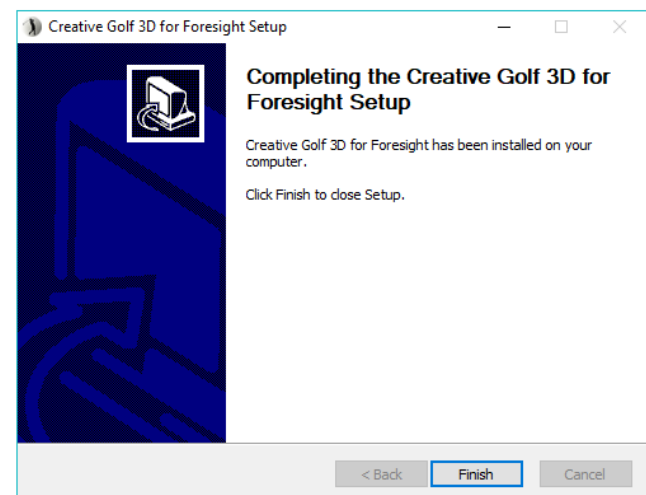 Creative Golf 3D for Foresight Setup
Completing the Creative Golf 3D for
Foresight Setup
Creative Golf 3D for Foresight has been installed on your
computer.
Click Finish to close Setup.
< Back Finish Cancel